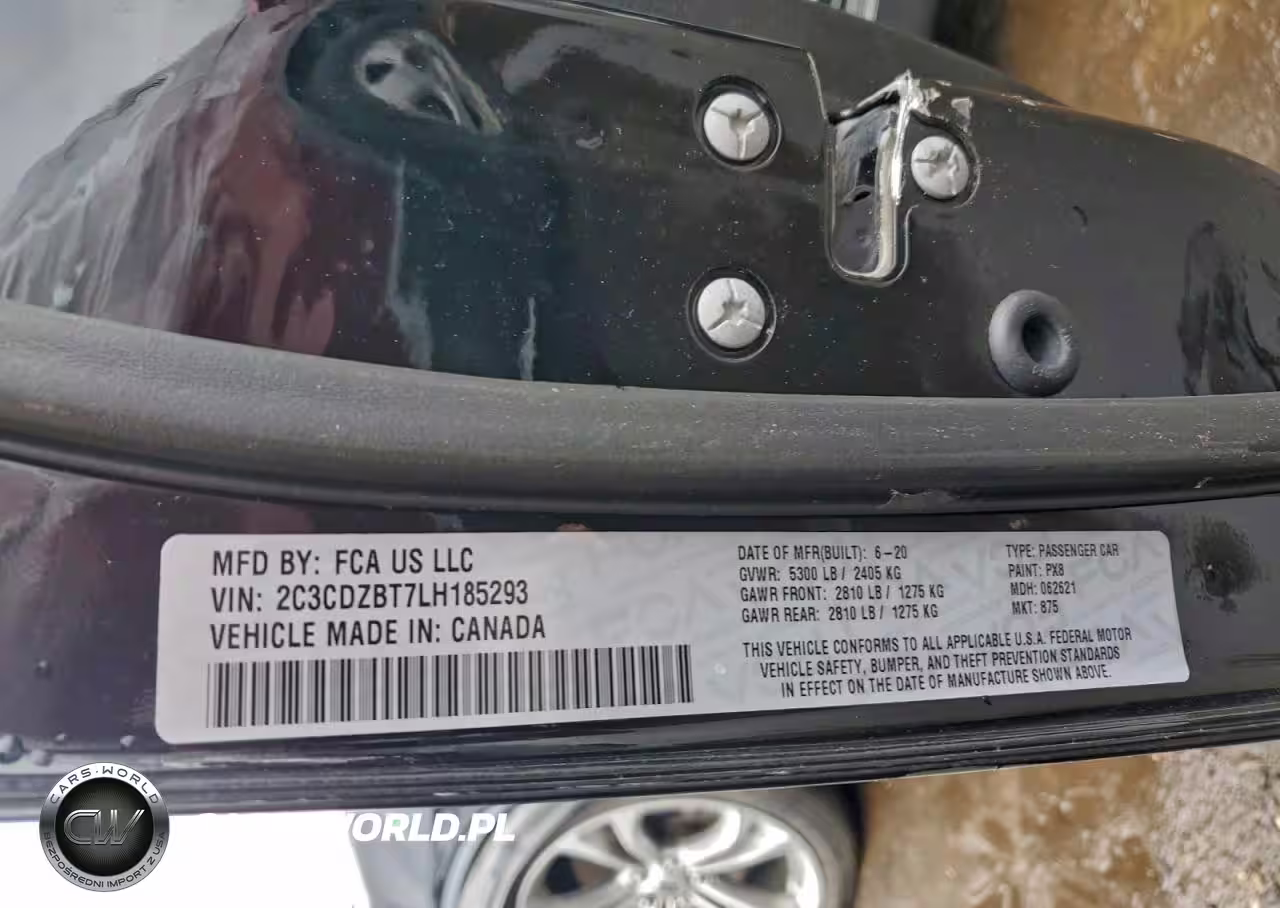 MFD BY: FCA US LLC
VIN: 2C3CDZBT7LH185293
VEHICLE MADE IN: CANADA
DATE OF MFR(BUILT): 6-20
GVWR: 5300 LB / 2405 KG
GAWR FRONT: 2810 LB / 1275 KG
GAWR REAR: 2810 LB / 1275 KG
TYPE: PASSENGER CAR
PAINT: PX8
MDH: 062621
MKT: 875
THIS VEHICLE CONFORMS TO ALL APPLICABLE U.S.A. FEDERAL MOTOR
VEHICLE SAFETY, BUMPER, AND THEFT PREVENTION STANDARDS
IN EFFECT ON THE DATE OF MANUFACTURE SHOWN ABOVE.
CARS·WORLD
CW
BEZPOŚREDNI IMPORT Z USA
WORLD.PL